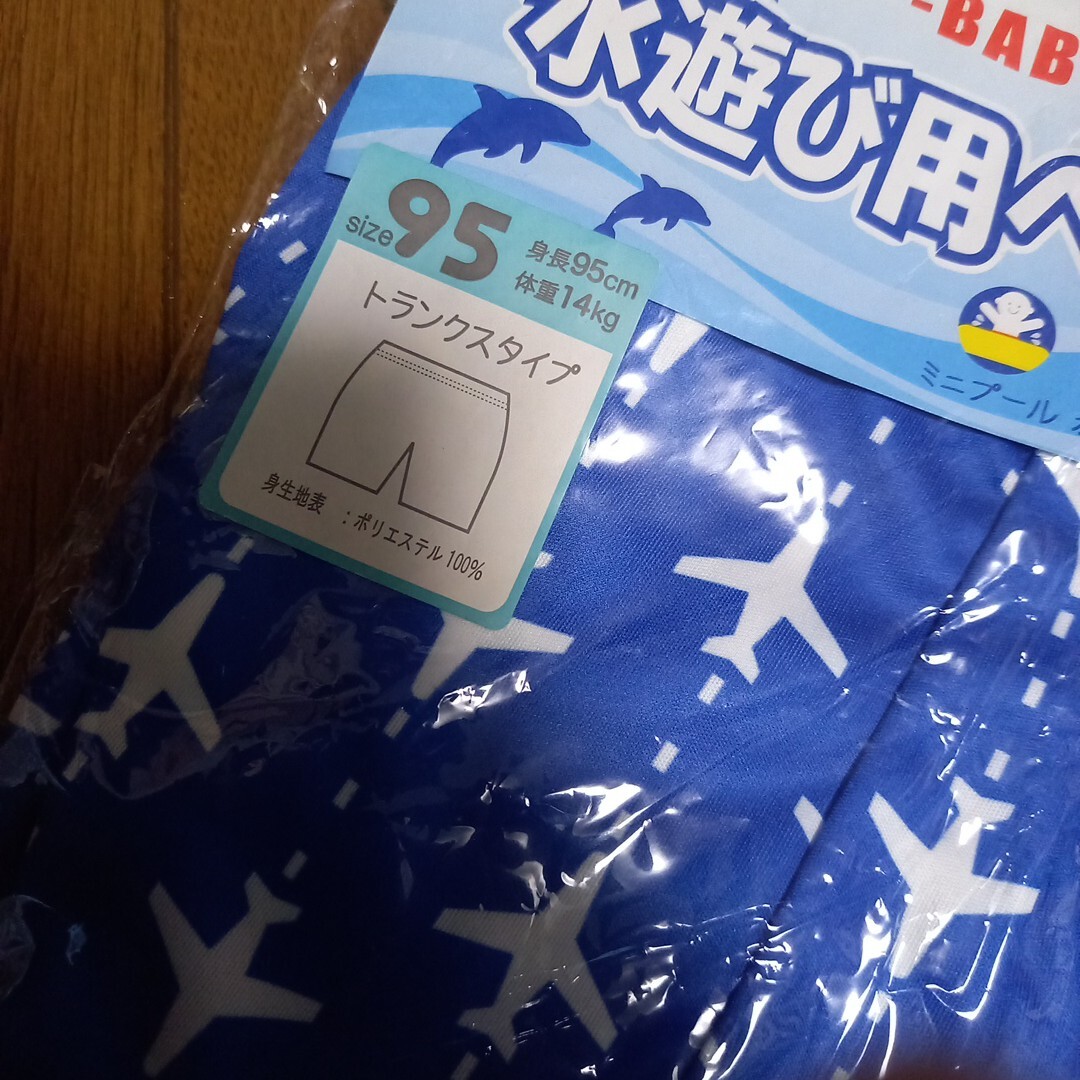 -BAB
水遊び用
size 95
身長95cm
体重14kg
トランクスタイプ
身生地表 : ポリエステル100%
ミニプール